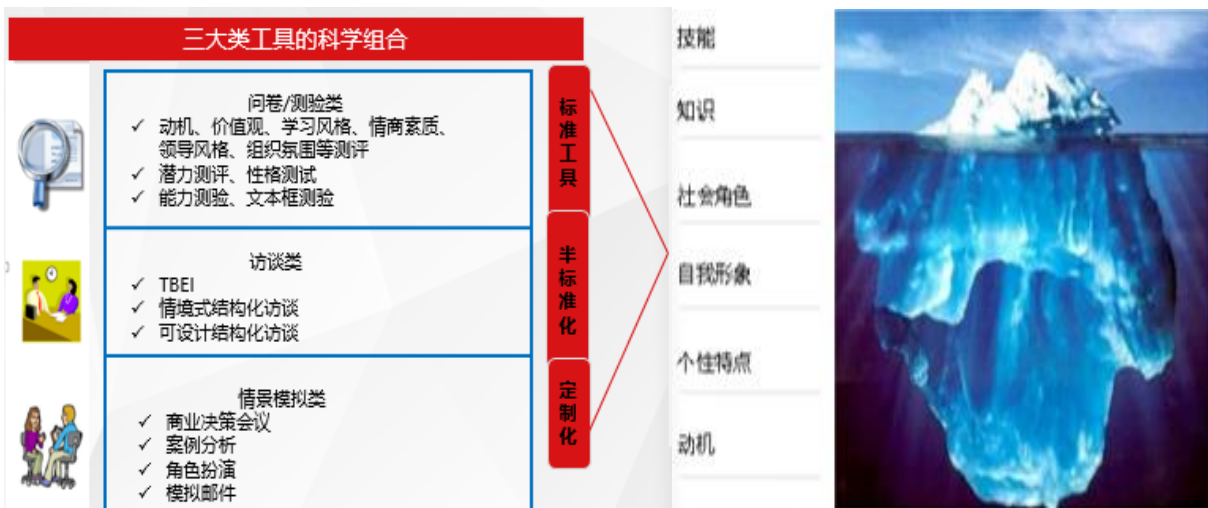 三大类工具的科学组合
问卷/测验类
✓ 动机、价值观、学习风格、情商素质、
领导风格、组织氛围等测评
✓ 潜力测评、性格测试
✓ 能力测验、文本框测验
标准工具
访谈类
✓ TBEI
✓ 情境式结构化访谈
✓ 可设计结构化访谈
半标准化
情景模拟类
✓ 商业决策会议
✓ 案例分析
✓ 角色扮演
✓ 模拟邮件
定制化
技能
知识
社会角色
自我形象
个性特点
动机